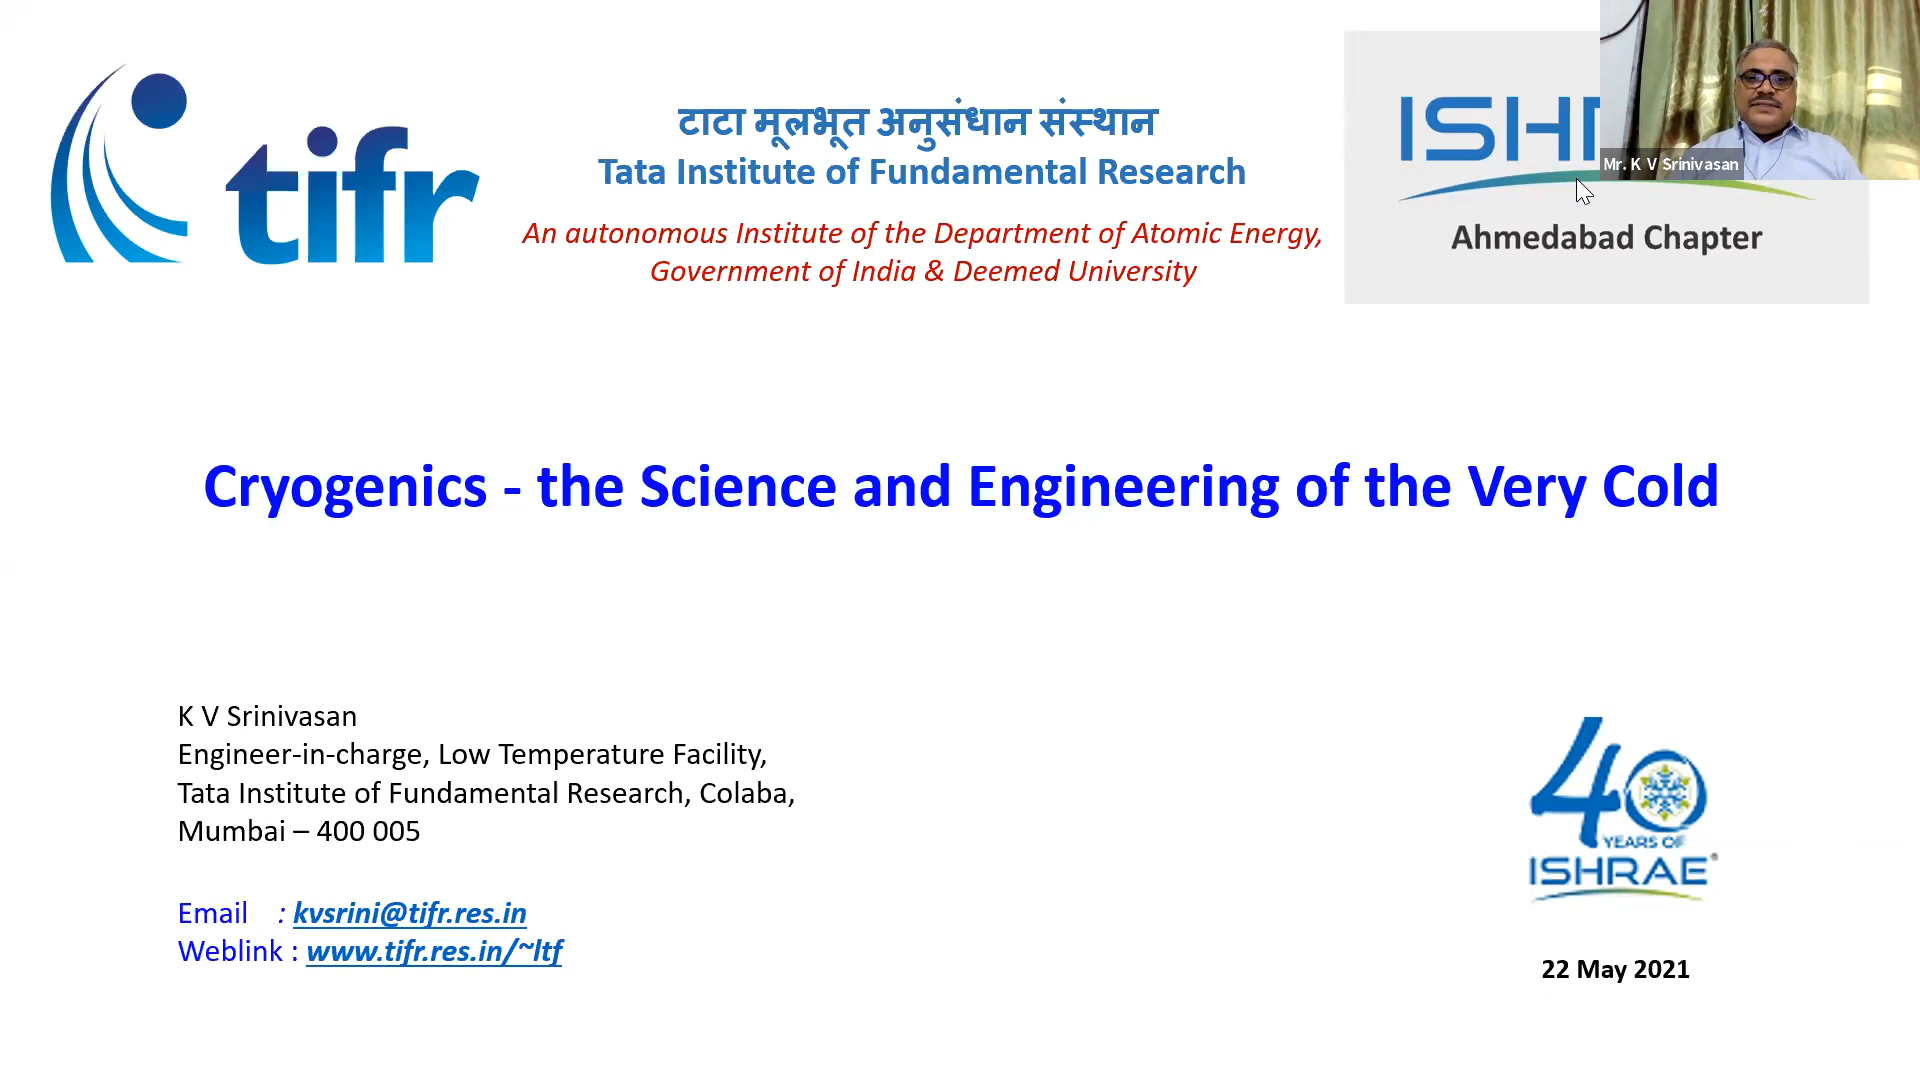 tifr
टाटा मूलभूत अनुसंधान संस्थान
Tata Institute of Fundamental Research
An autonomous Institute of the Department of Atomic Energy,
Government of India & Deemed University
ISHR
Mr. K V Srinivasan
Ahmedabad Chapter
Cryogenics - the Science and Engineering of the Very Cold
K V Srinivasan
Engineer-in-charge, Low Temperature Facility,
Tata Institute of Fundamental Research, Colaba,
Mumbai – 400 005
Email : kvsrini@tifr.res.in
Weblink : www.tifr.res.in/~ltf
40
YEARS OF
ISHRAE®
22 May 2021